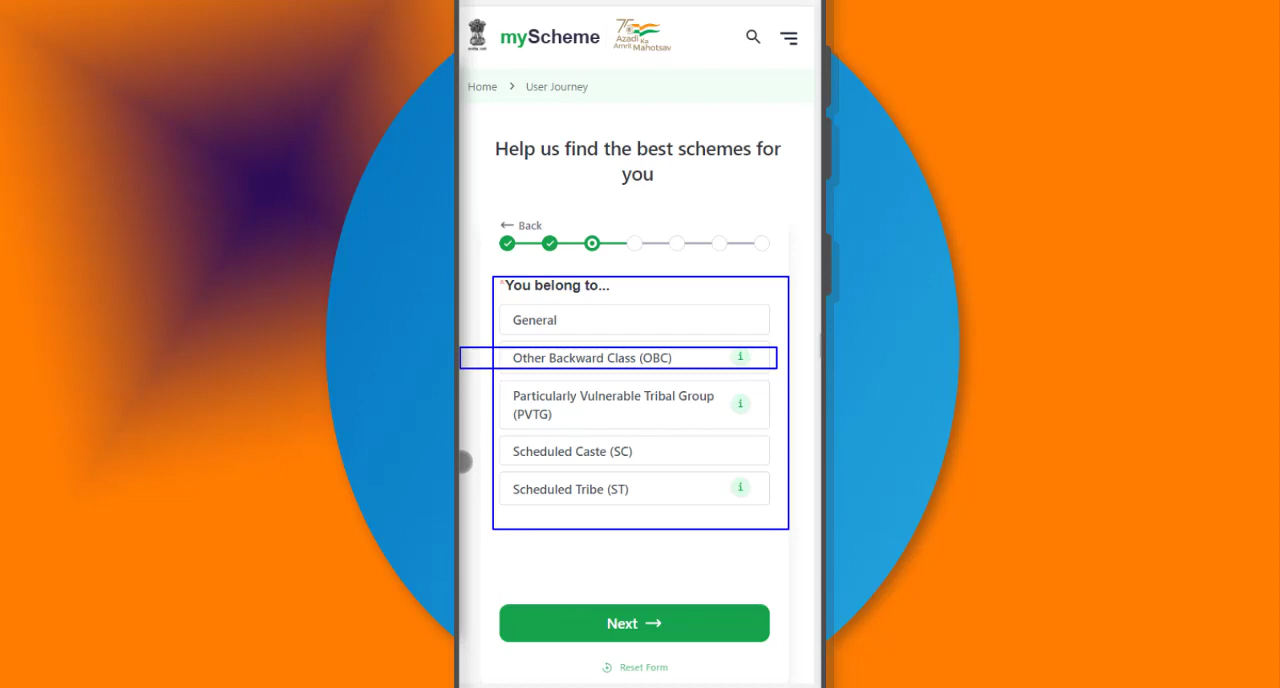 myScheme
75
Azadi Ka
Amrit Mahotsav
Home > User Journey
Help us find the best schemes for
you
← Back
*You belong to...
General
Other Backward Class (OBC) i
Particularly Vulnerable Tribal Group
(PVTG) i
Scheduled Caste (SC)
Scheduled Tribe (ST) i
Next →
Reset Form